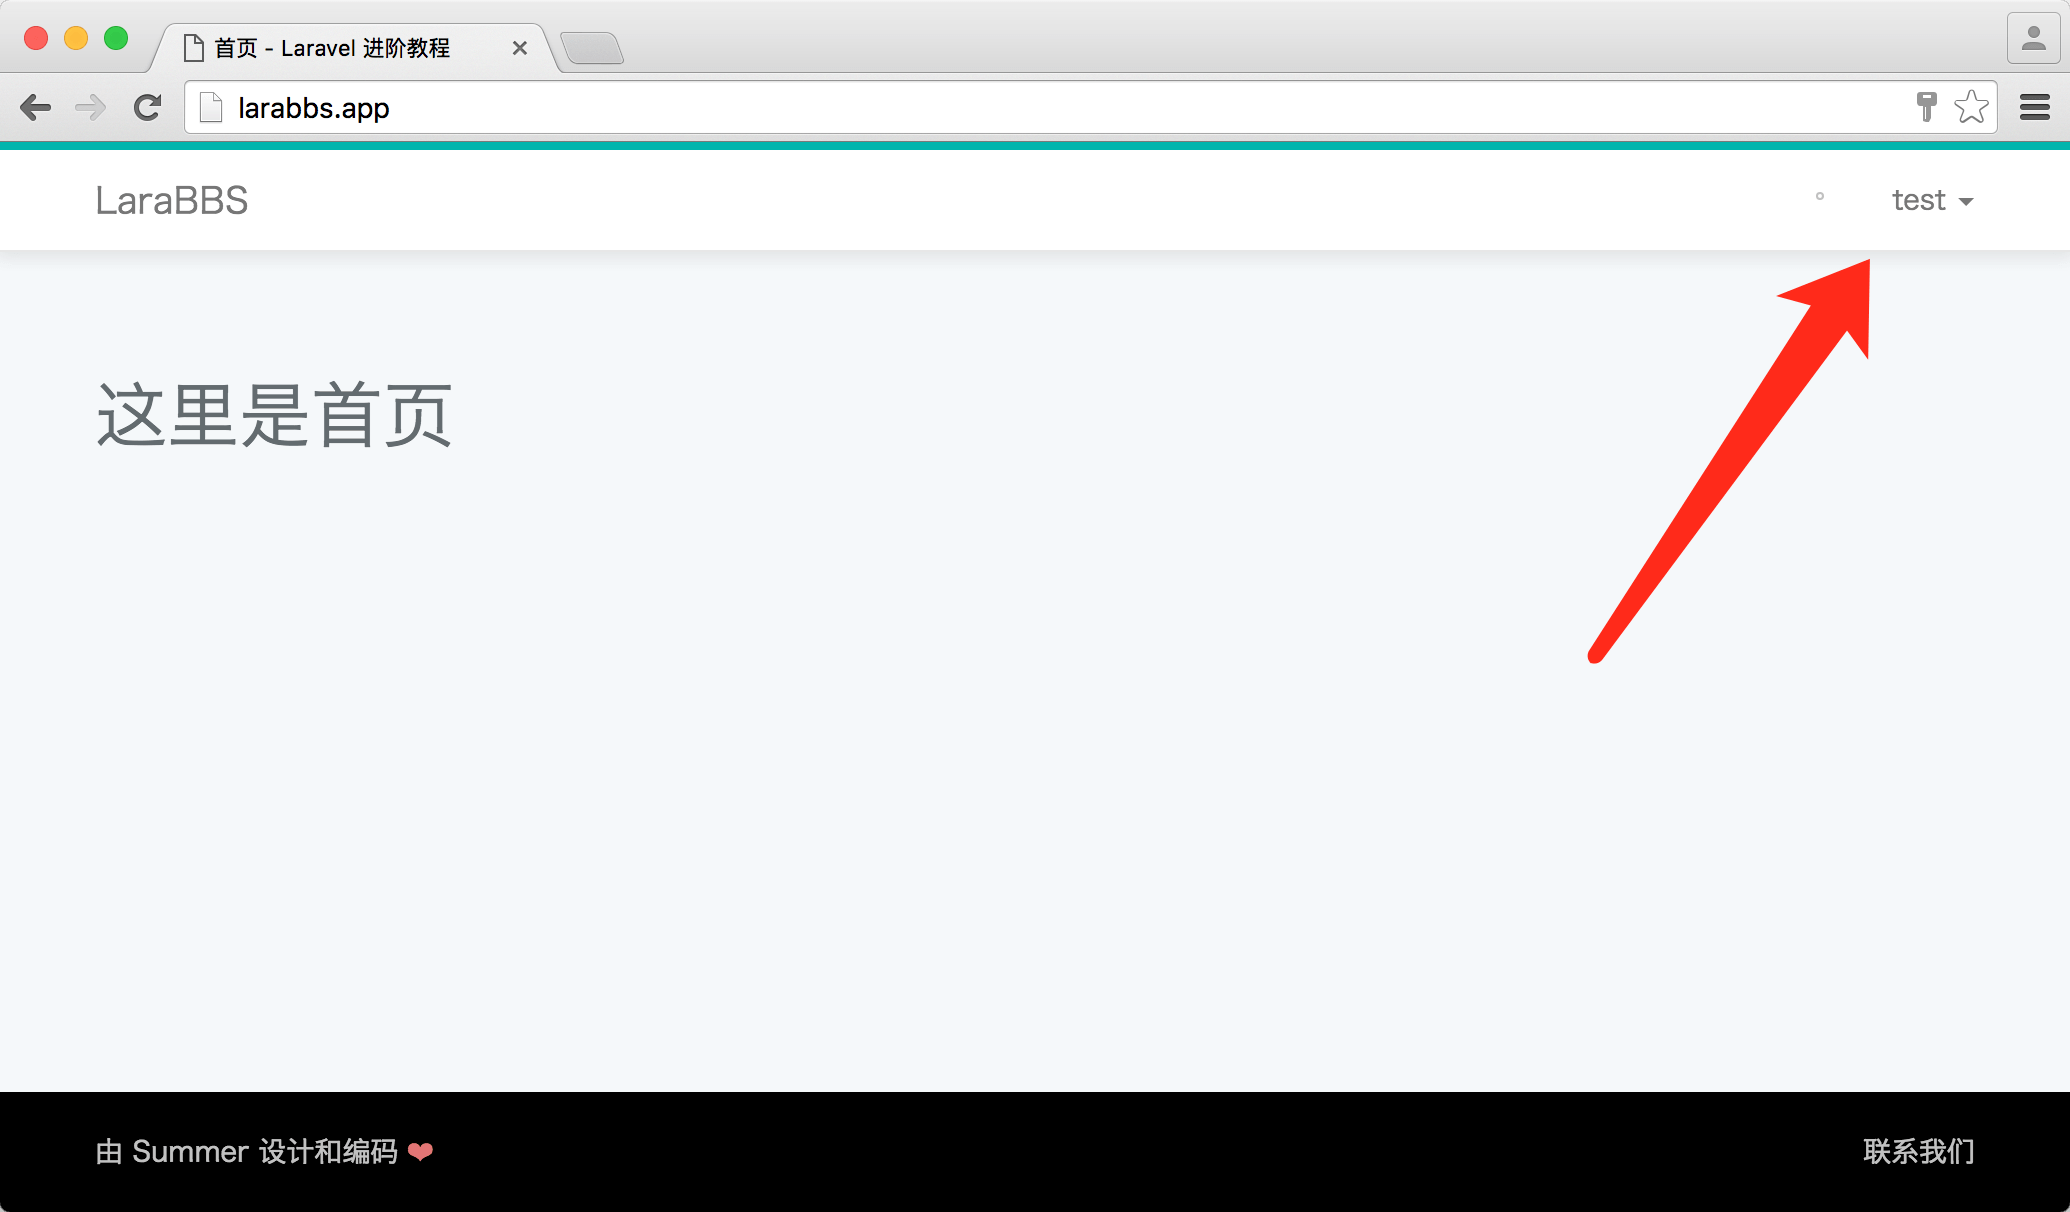 首页 - Laravel 进阶教程
larabbs.app
LaraBBS
test
这里是首页
由 Summer 设计和编码 ❤
联系我们